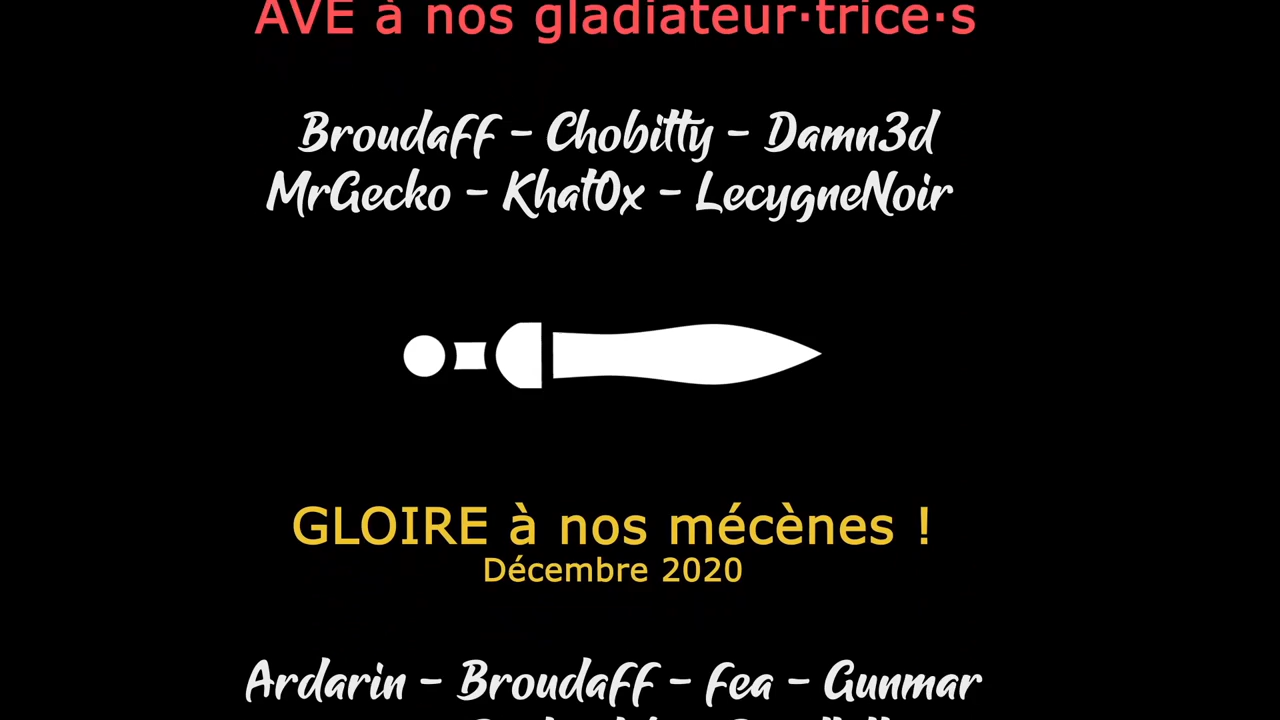 AVE à nos gladiateur·trice·s
Broudaff - Chobitty - Damn3d
MrGecko - Khat0x - LecygneNoir
GLOIRE à nos mécènes !
Décembre 2020
Ardarin - Broudaff - Fea - Gunmar